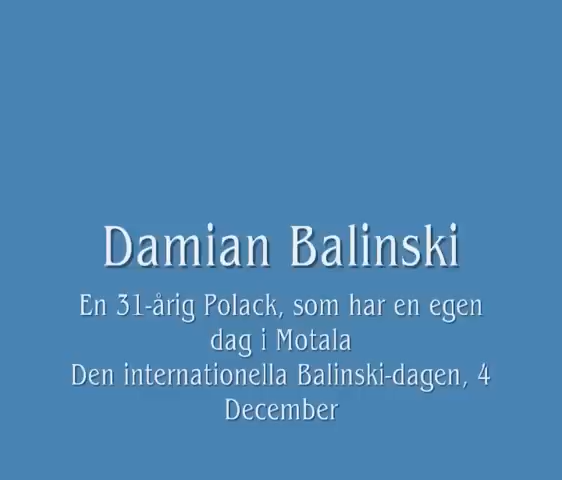 Damian Balinski
En 31-årig Polack, som har en egen
dag i Motala
Den internationella Balinski-dagen, 4
December